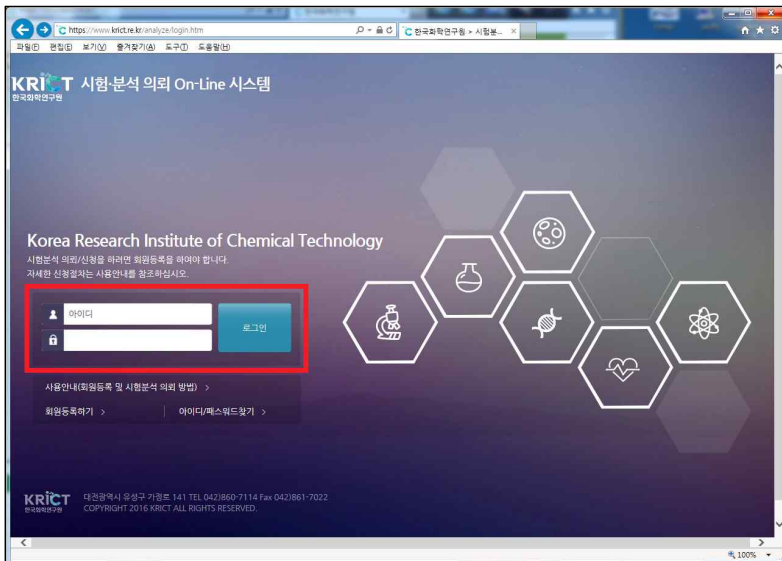 https://www.krict.re.kr/analyze/login.htm
한국화학연구원 > 시험분...
파일(F) 편집(E) 보기(V) 즐겨찾기(A) 도구(T) 도움말(H)
KRICT 시험·분석 의뢰 On-Line 시스템
한국화학연구원
Korea Research Institute of Chemical Technology
시험분석 의뢰/신청을 하려면 회원등록을 하여야 합니다.
자세한 신청절차는 사용안내를 참조하십시오.
아이디
로그인
사용안내(회원등록 및 시험분석 의뢰 방법) >
회원등록하기 >
아이디/패스워드찾기 >
KRICT
한국화학연구원
대전광역시 유성구 가정로 141 TEL 042)860-7114 Fax 042)861-7022
COPYRIGHT 2016 KRICT ALL RIGHTS RESERVED.
100%